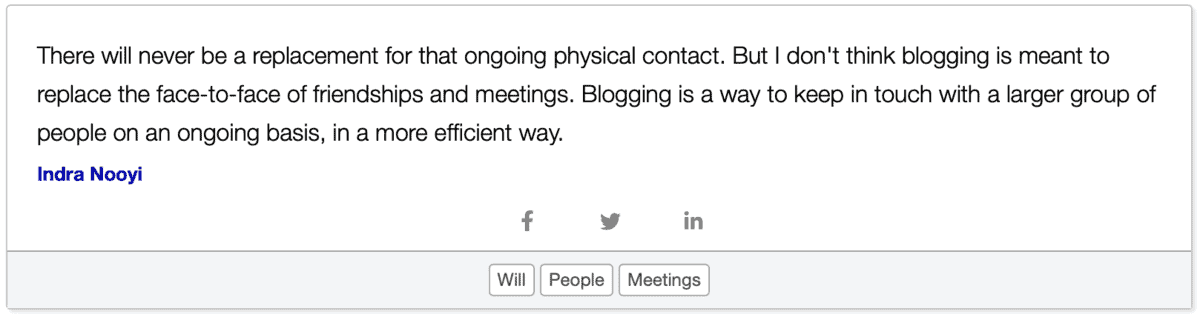 There will never be a replacement for that ongoing physical contact. But I don't think blogging is meant to
replace the face-to-face of friendships and meetings. Blogging is a way to keep in touch with a larger group of
people on an ongoing basis, in a more efficient way.
Indra Nooyi
Will People Meetings